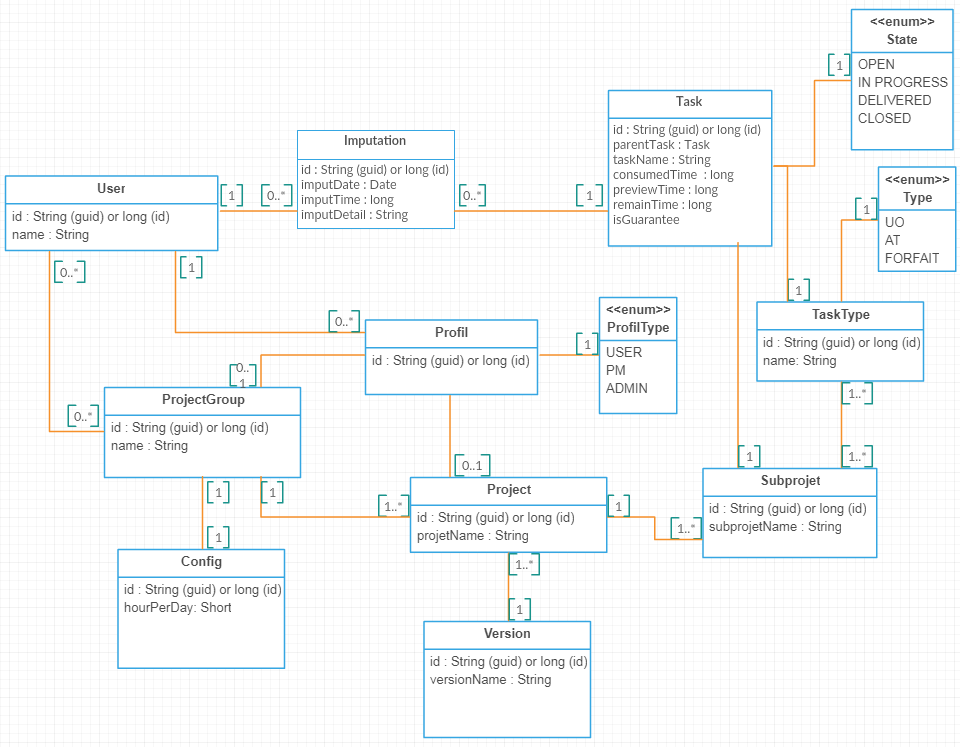 <<enum>>
State
OPEN
IN PROGRESS
DELIVERED
CLOSED
1
Task
id : String (guid) or long (id)
parentTask : Task
taskName : String
consumedTime : long
previewTime : long
remainTime : long
isGuarantee
Imputation
id : String (guid) or long (id)
imputDate : Date
imputTime : long
imputDetail : String
User
id : String (guid) or long (id)
name : String
1
0..*
0..*
1
<<enum>>
Type
UO
AT
FORFAIT
1
0..*
1
1
TaskType
id : String (guid) or long (id)
name: String
0..*
Profil
id : String (guid) or long (id)
1
<<enum>>
ProfilType
USER
PM
ADMIN
0..
1
0..*
ProjectGroup
id : String (guid) or long (id)
name : String
1..*
1
1..*
0..1
Subprojet
id : String (guid) or long (id)
subprojetName : String
Project
id : String (guid) or long (id)
projetName : String
1
1
1..*
1
1..*
1
Config
id : String (guid) or long (id)
hourPerDay: Short
1..*
1
Version
id : String (guid) or long (id)
versionName : String